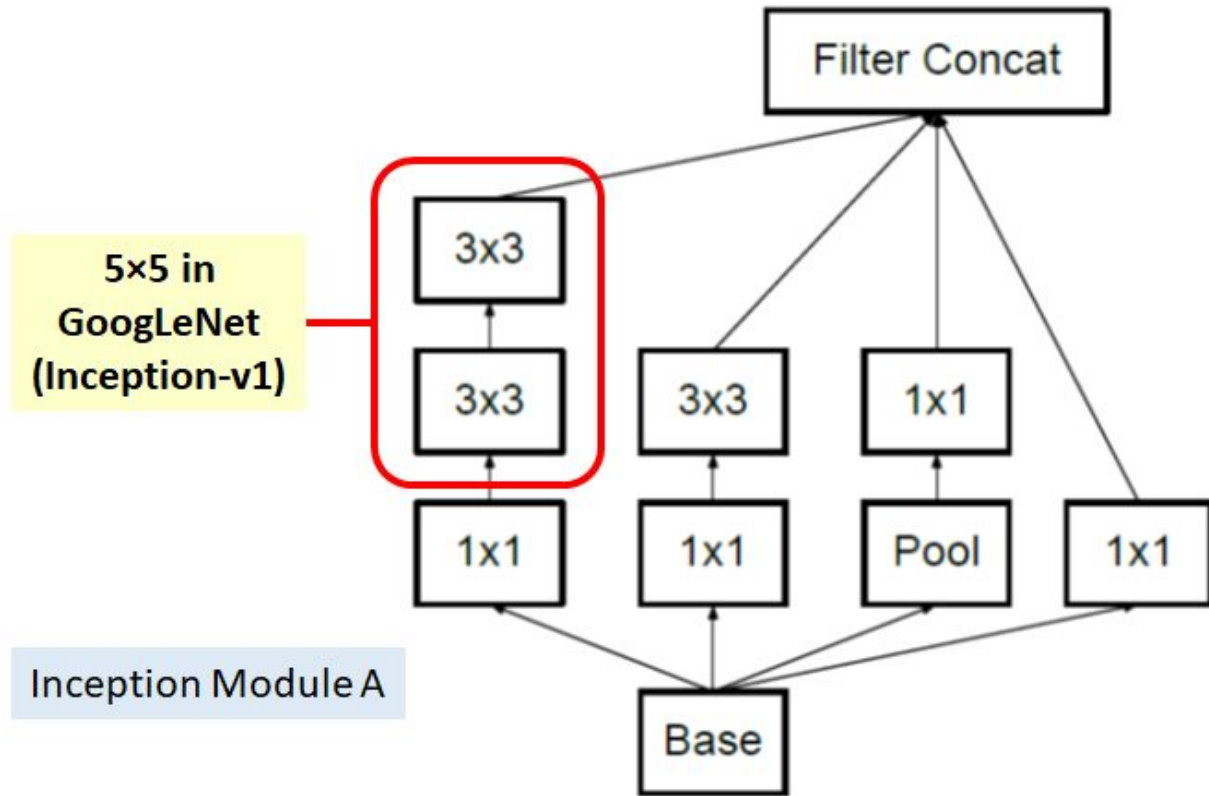 Filter Concat
3x3
5×5 in
GoogLeNet
(Inception-v1)
3x3 3x3 1x1
1x1 1x1 Pool 1x1
Inception Module A
Base